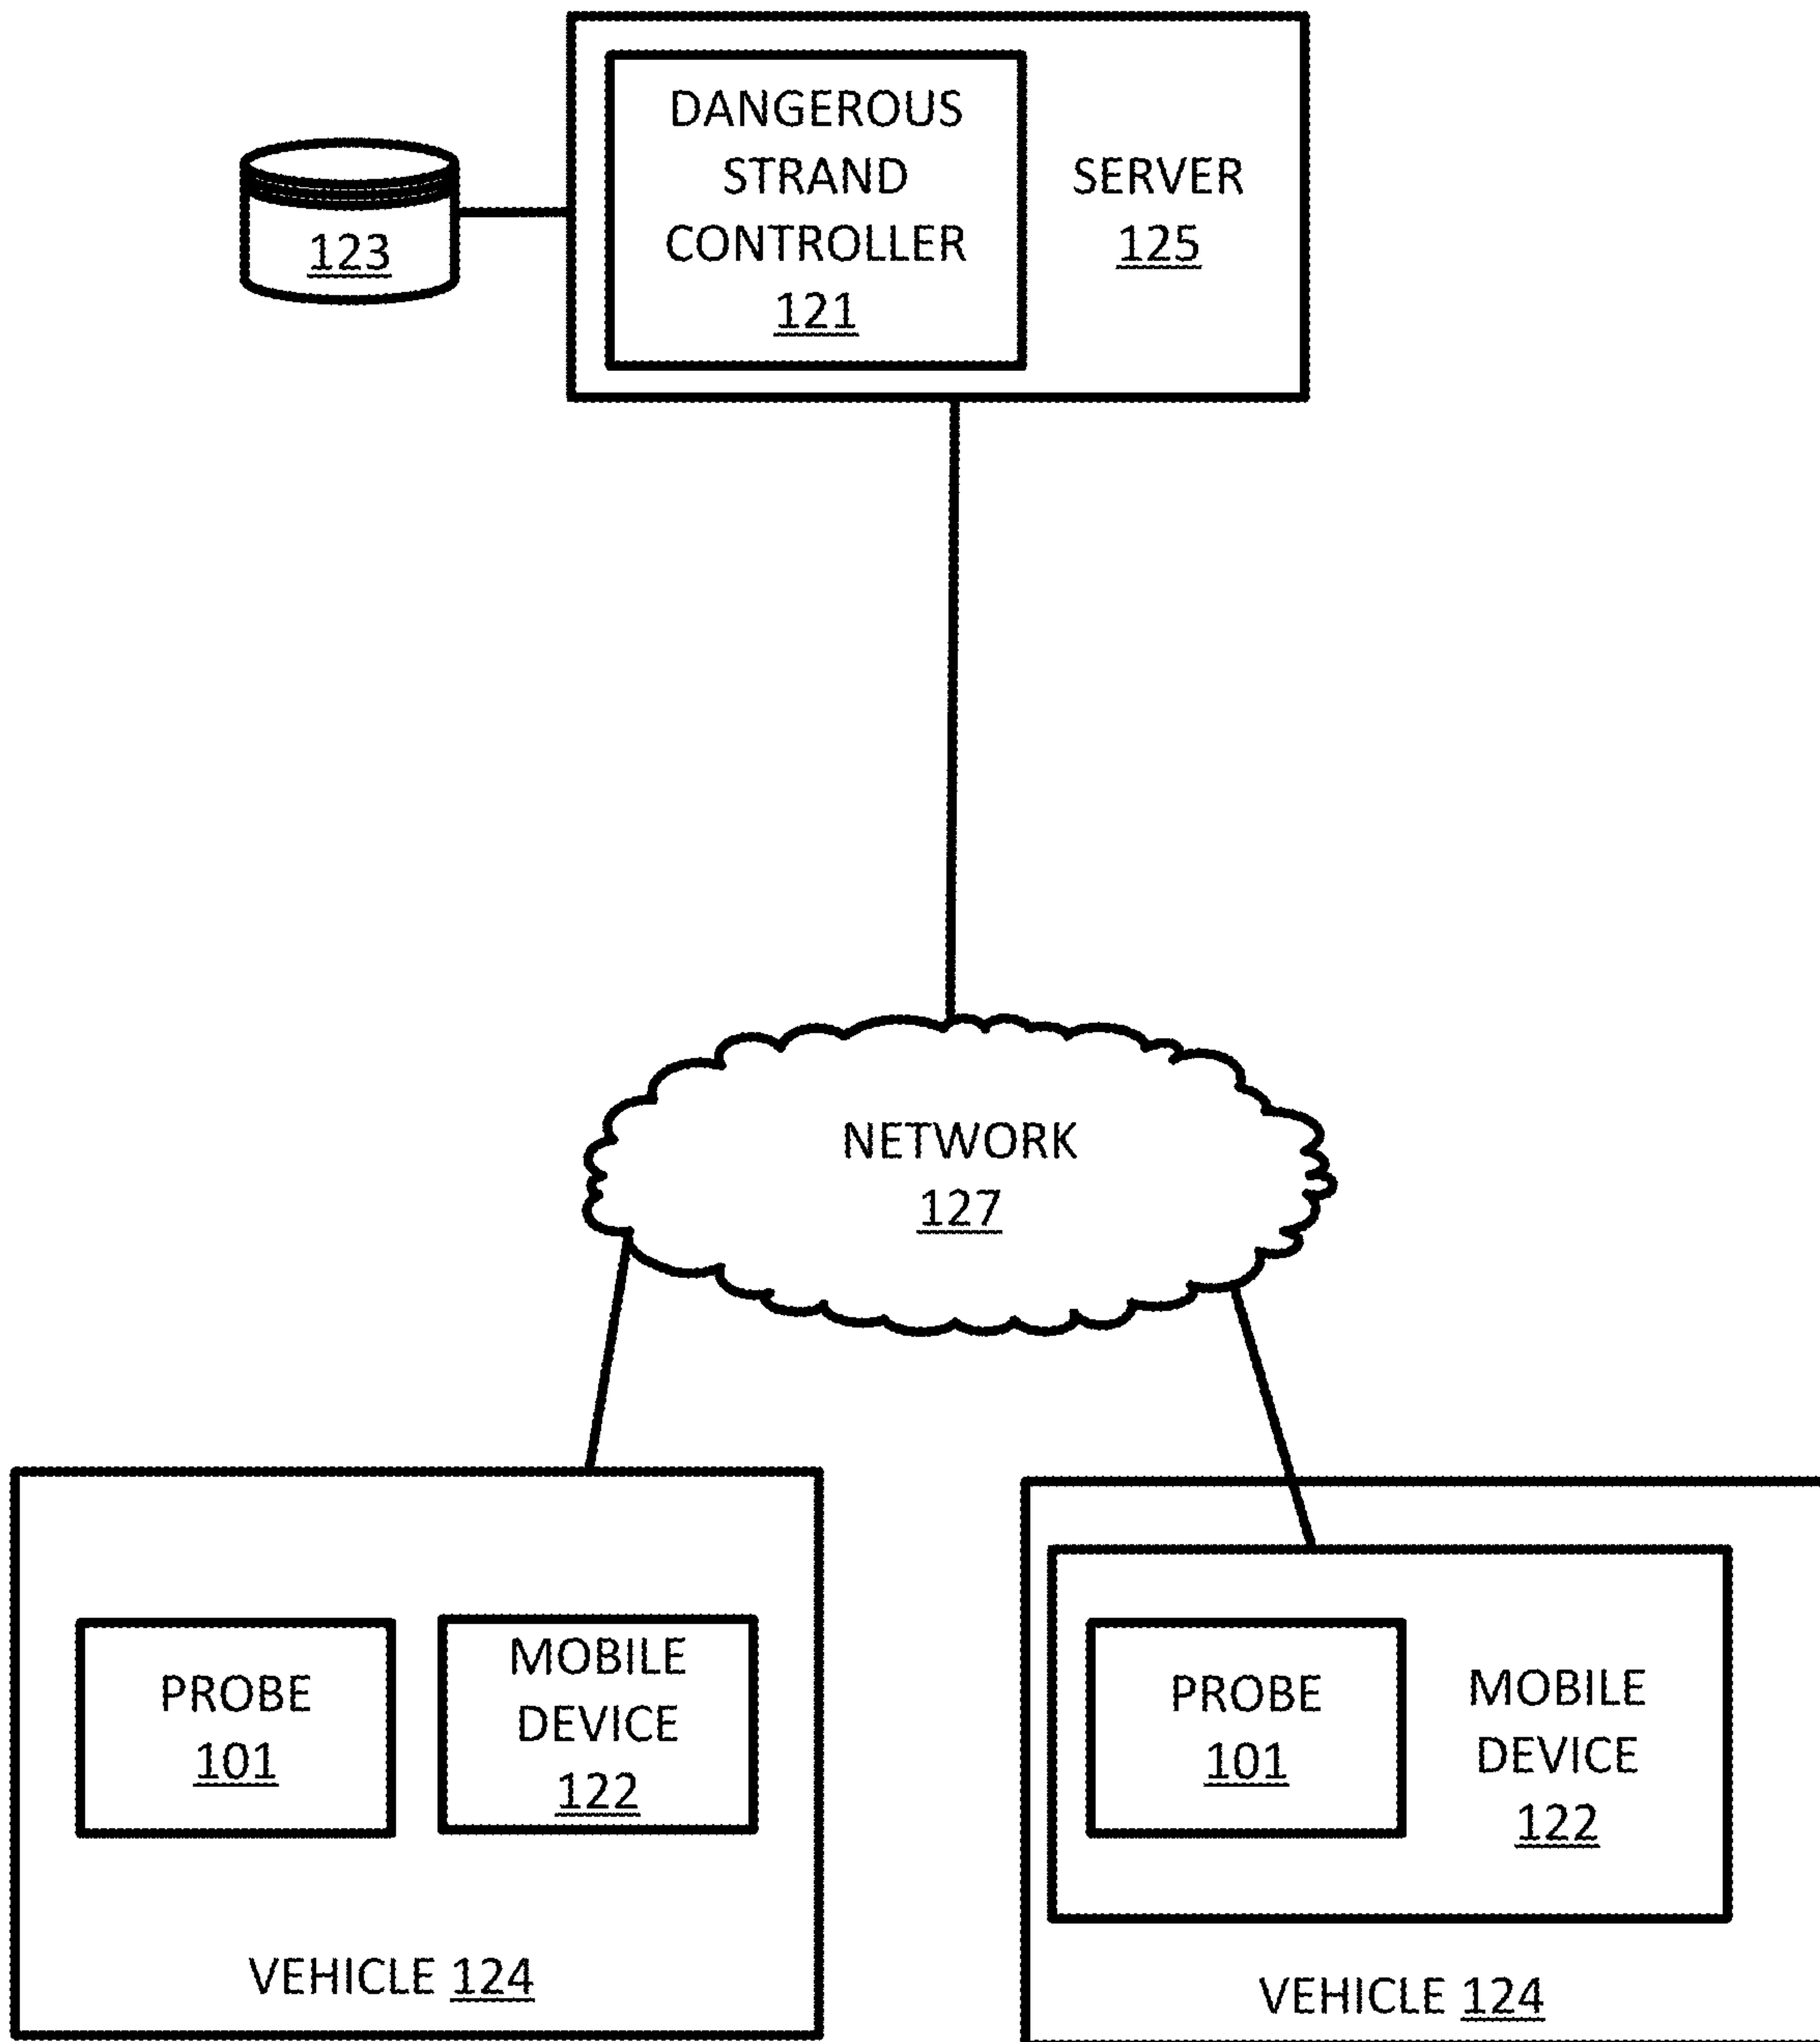 DANGEROUS
STRAND
CONTROLLER
121
SERVER
125
123
NETWORK
127
PROBE
101
MOBILE
DEVICE
122
VEHICLE 124
PROBE
101
MOBILE
DEVICE
122
VEHICLE 124